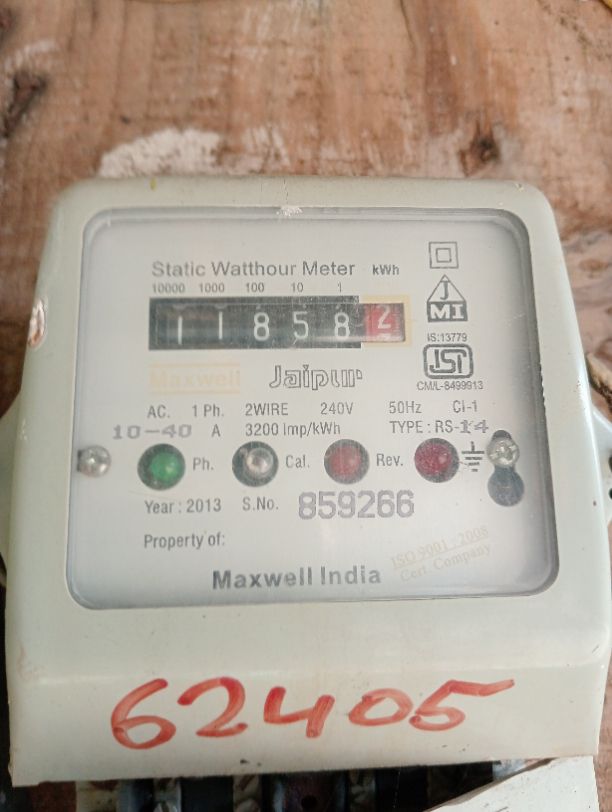 Static Watthour Meter kWh
10000 1000 100 10 1
1 1 8 5 8 2
J
MI
IS:13779
Maxwell Jaipur
ISI
CM/L-8499913
AC. 1 Ph. 2WIRE 240V 50Hz Cl-1
10-40 A 3200 imp/kWh TYPE : RS-14
Ph. Cal. Rev.
Year : 2013 S.No. 859266
Property of:
ISO 9001 : 2008
Cert. Company
Maxwell India
62405